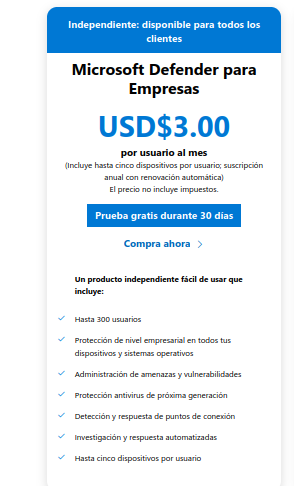 Independiente: disponible para todos los
clientes
Microsoft Defender para
Empresas
USD$3.00
por usuario al mes
(Incluye hasta cinco dispositivos por usuario; suscripción
anual con renovación automática)
El precio no incluye impuestos.
Prueba gratis durante 30 días
Compra ahora
Un producto independiente fácil de usar que
incluye:
Hasta 300 usuarios
Protección de nivel empresarial en todos tus
dispositivos y sistemas operativos
Administración de amenazas y vulnerabilidades
Protección antivirus de próxima generación
Detección y respuesta de puntos de conexión
Investigación y respuesta automatizadas
Hasta cinco dispositivos por usuario